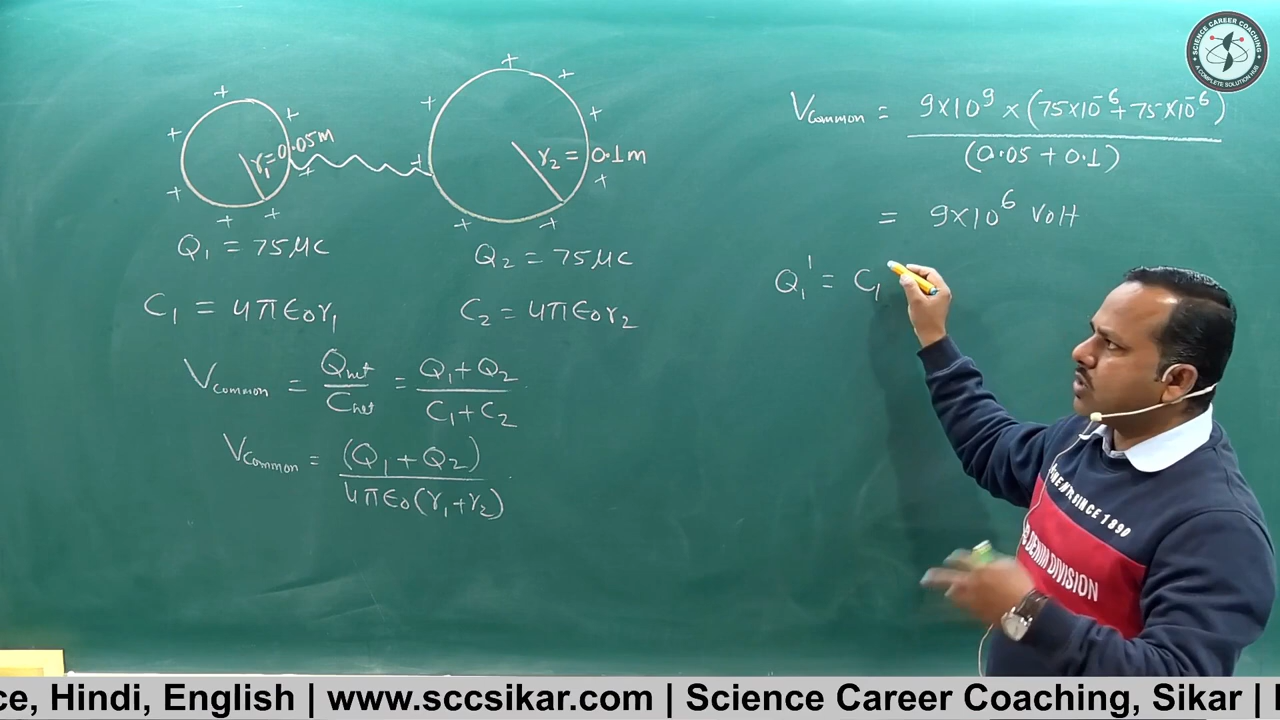 r₁ = 0.05m
r₂ = 0.1m
Q₁ = 75μC
Q₂ = 75μC
C₁ = 4πε₀r₁
C₂ = 4πε₀r₂
V_Common = Q_net / C_net = Q₁ + Q₂ / C₁ + C₂
V_Common = (Q₁ + Q₂) / 4πε₀(r₁+r₂)
V_Common = 9×10⁹ × (75×10⁻⁶ + 75×10⁻⁶) / (0.05 + 0.1)
= 9×10⁶ Volt
Q₁' = C₁
SCIENCE CAREER COACHING
A COMPLETE SOLUTION HUB
SINCE 1890
DENIM DIVISION
ce, Hindi, English | www.sccsikar.com | Science Career Coaching, Sikar |